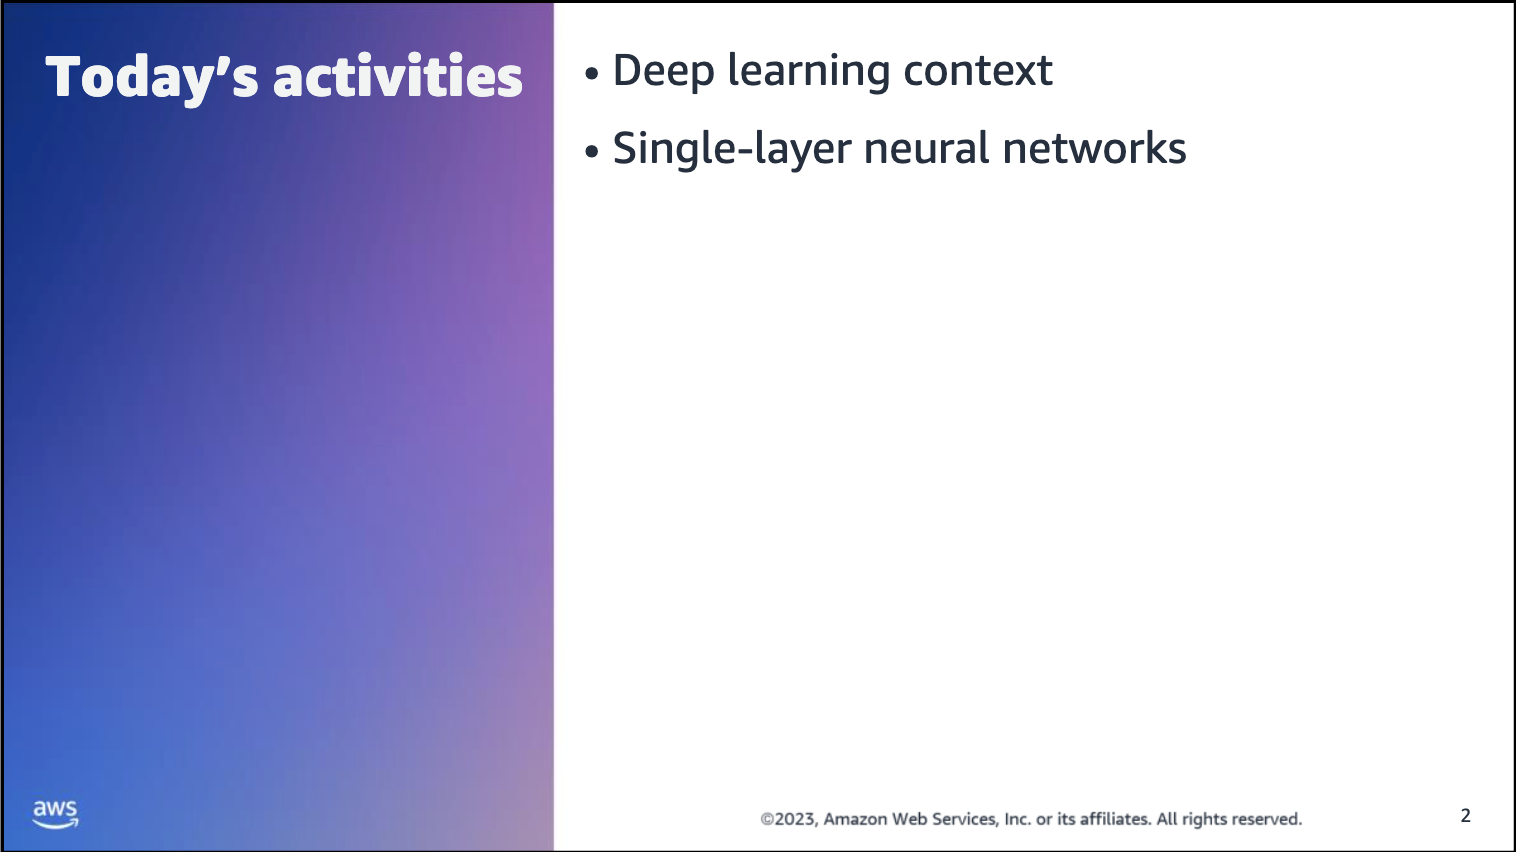 Today’s activities
• Deep learning context
• Single-layer neural networks
aws
©2023, Amazon Web Services, Inc. or its affiliates. All rights reserved.
2